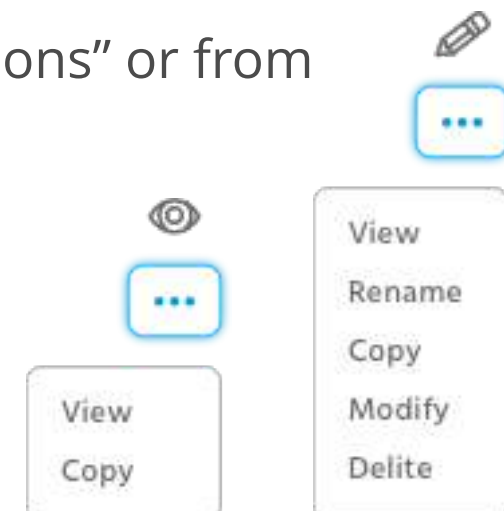 ons” or from
View
Copy
View
Rename
Copy
Modify
Delite